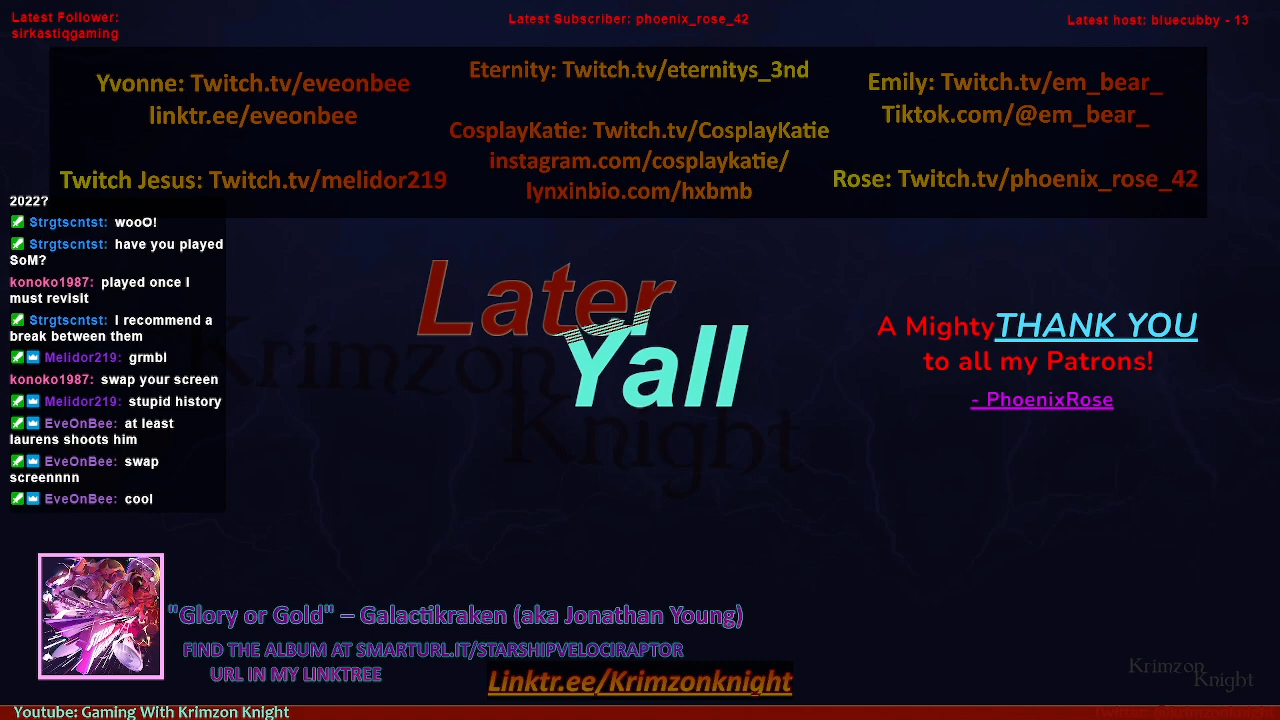 Latest Follower:
sirkastiqgaming
Latest Subscriber: phoenix_rose_42
Latest host: bluecubby - 13
Yvonne: Twitch.tv/eveonbee
linktr.ee/eveonbee
Eternity: Twitch.tv/eternitys_3nd
Emily: Twitch.tv/em_bear_
Tiktok.com/@em_bear_
CosplayKatie: Twitch.tv/CosplayKatie
instagram.com/cosplaykatie/
lynxinbio.com/hxbmb
Twitch Jesus: Twitch.tv/melidor219
Rose: Twitch.tv/phoenix_rose_42
2022?
Strgtscntst: wooO!
Strgtscntst: have you played
SoM?
konoko1987: played once I
must revisit
Strgtscntst: I recommend a
break between them
Melidor219: grmbl
konoko1987: swap your screen
Melidor219: stupid history
EveOnBee: at least
laurens shoots him
EveOnBee: swap
screennnn
EveOnBee: cool
Later
Yall
Krimzon
Knight
A Mighty THANK YOU
to all my Patrons!
- PhoenixRose
"Glory or Gold" – Galactikraken (aka Jonathan Young)
FIND THE ALBUM AT SMARTURL.IT/STARSHIPVELOCIRAPTOR
URL IN MY LINKTREE
Linktr.ee/Krimzonknight
Krimzon
Knight
Youtube: Gaming With Krimzon Knight